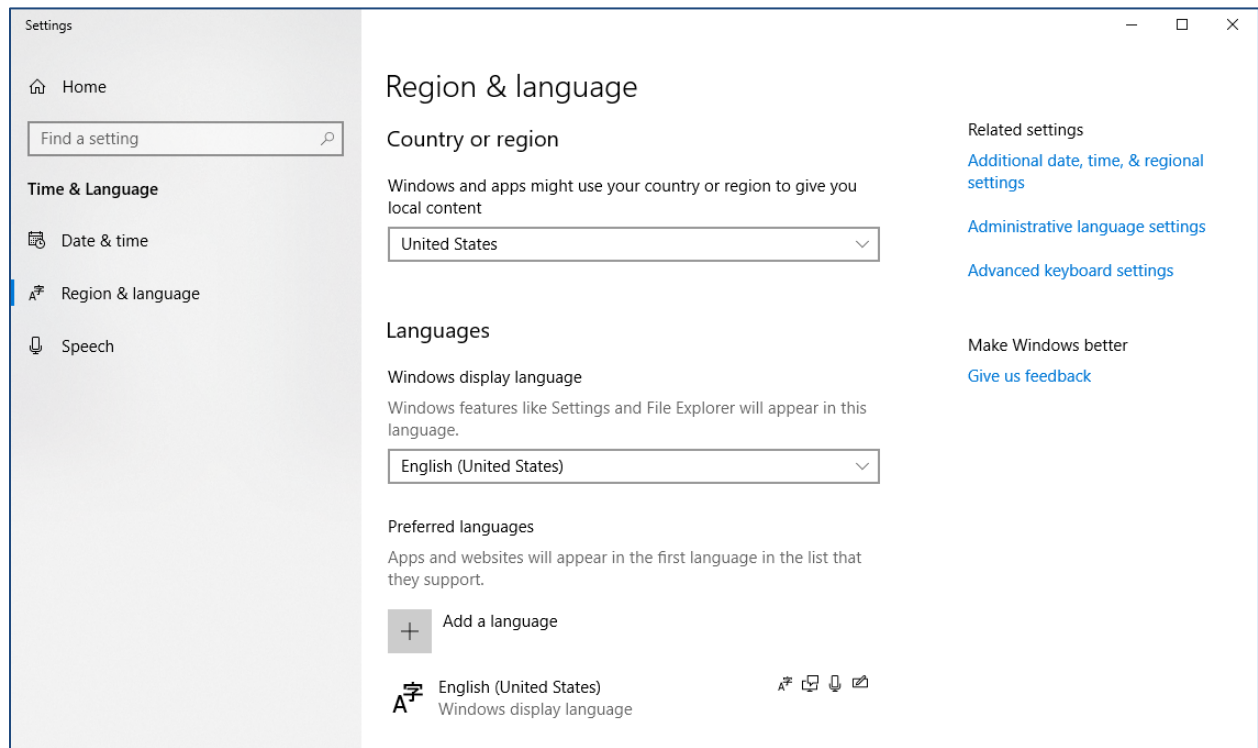 Settings
Home
Find a setting
Time & Language
Date & time
Region & language
Speech
Region & language
Country or region
Windows and apps might use your country or region to give you
local content
United States
Languages
Windows display language
Windows features like Settings and File Explorer will appear in this
language.
English (United States)
Preferred languages
Apps and websites will appear in the first language in the list that
they support.
Add a language
English (United States)
Windows display language
Related settings
Additional date, time, & regional
settings
Administrative language settings
Advanced keyboard settings
Make Windows better
Give us feedback